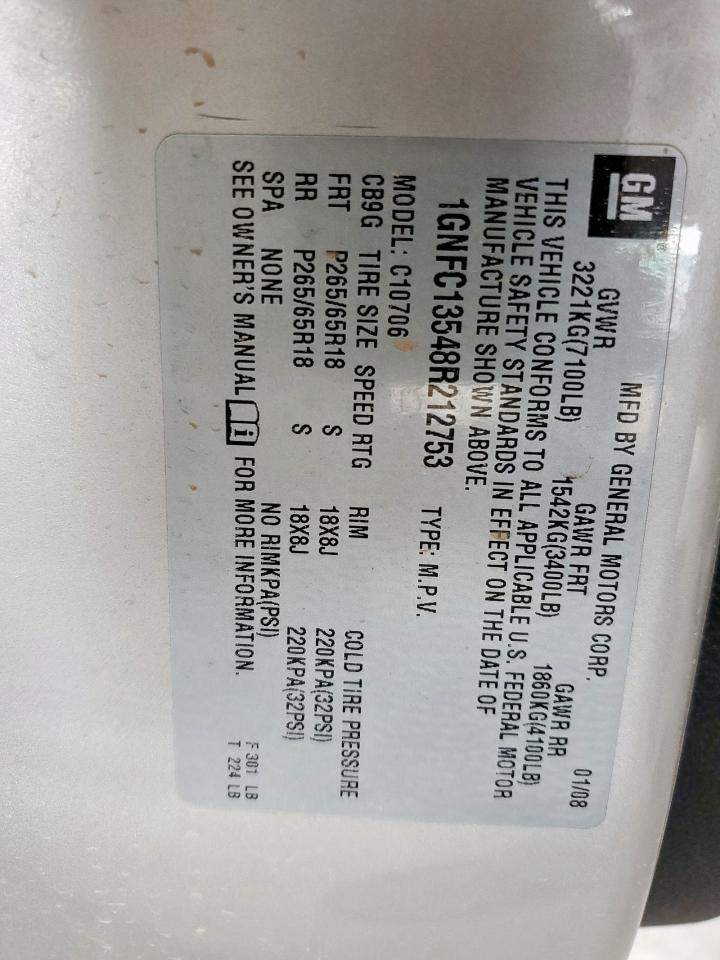 GM MFD BY GENERAL MOTORS CORP. 01/08
GVWR GAWR FRT GAWR RR
3221KG(7100LB) 1542KG(3400LB) 1860KG(4100LB)
THIS VEHICLE CONFORMS TO ALL APPLICABLE U.S. FEDERAL MOTOR
VEHICLE SAFETY STANDARDS IN EFFECT ON THE DATE OF
MANUFACTURE SHOWN ABOVE.
1GNFC13548R212753 TYPE: M.P.V.
MODEL: C10706
CB9G TIRE SIZE SPEED RTG RIM COLD TIRE PRESSURE
FRT P265/65R18 S 18X8J 220KPA(32PSI)
RR P265/65R18 S 18X8J 220KPA(32PSI)
SPA NONE NO RIMKPA(PSI)
SEE OWNER'S MANUAL i FOR MORE INFORMATION.
F 301 LB
T 224 LB